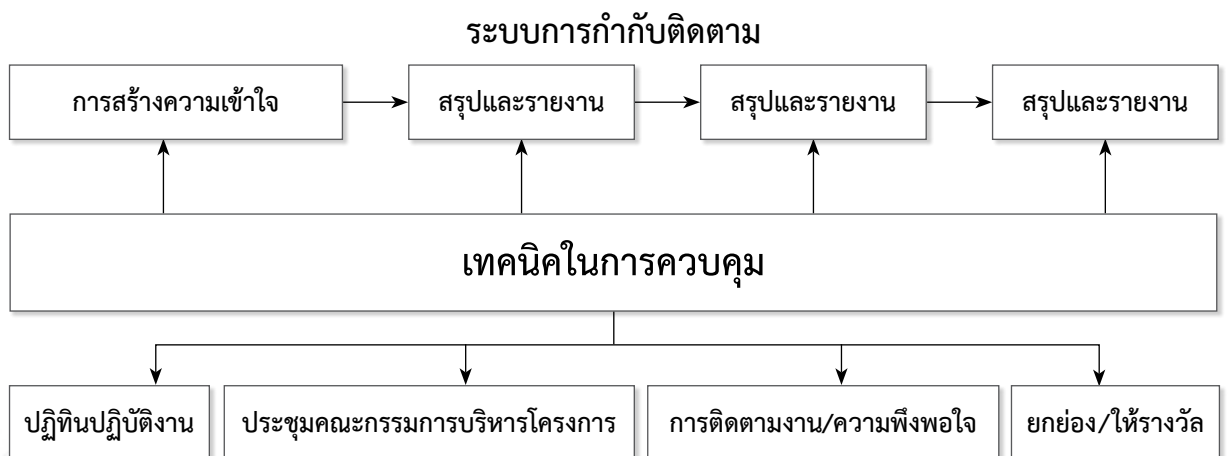 ระบบการกำกับติดตาม
การสร้างความเข้าใจ
สรุปและรายงาน
สรุปและรายงาน
สรุปและรายงาน
เทคนิคในการควบคุม
ปฏิทินปฏิบัติงาน
ประชุมคณะกรรมการบริหารโครงการ
การติดตามงาน/ความพึงพอใจ
ยกย่อง/ให้รางวัล